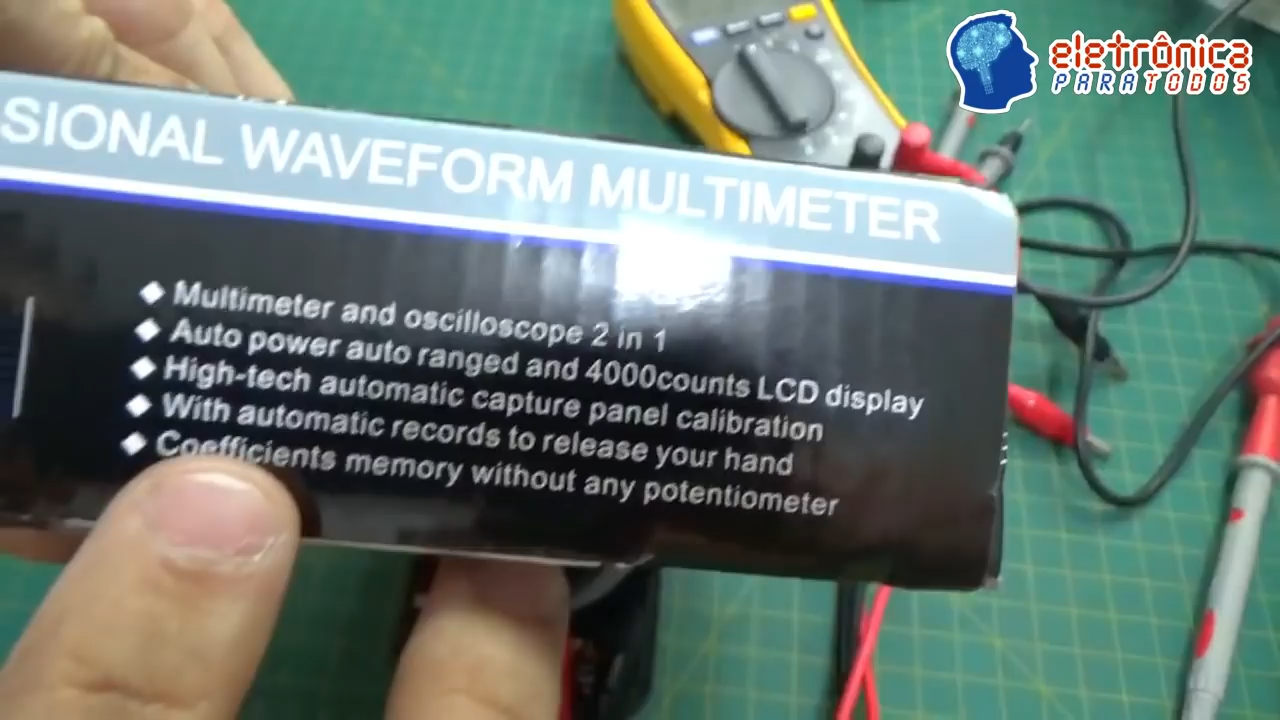 eletrônica
PARATODOS
SIONAL WAVEFORM MULTIMETER
Multimeter and oscilloscope 2 in 1
Auto power auto ranged and 4000counts LCD display
High-tech automatic capture panel calibration
With automatic records to release your hand
Coefficients memory without any potentiometer